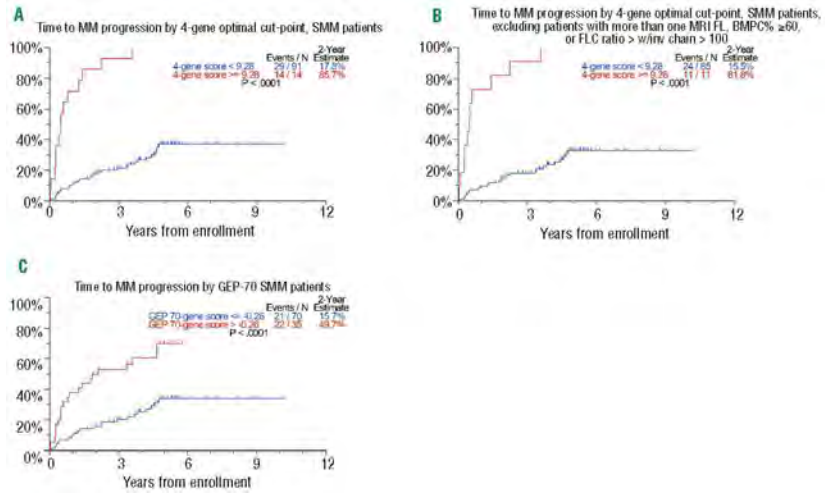 A
Time to MM progression by 4-gene optimal cut-point, SMM patients
2-Year
Events / N Estimate
4-gene score < 9.28 29 / 91 17.3%
4-gene score >= 9.28 14 / 14 85.7%
P < .0001
100%
80%
60%
40%
20%
0%
0 3 6 9 12
Years from enrollment
B
Time to MM progression by 4-gene optimal cut-point, SMM patients,
excluding patients with more than one MRI FL, BMPC% ≥60,
or FLC ratio > w/inv chain > 100
2-Year
Events / N Estimate
4-gene score < 9.28 24 / 85 15.5%
4-gene score >= 9.28 11 / 11 81.8%
P < .0001
100%
80%
60%
40%
20%
0%
0 3 6 9 12
Years from enrollment
C
Time to MM progression by GEP-70 SMM patients
2-Year
Events / N Estimate
GEP 70-gene score <= -0.26 21 / 70 15.7%
GEP 70-gene score > -0.26 22 / 35 49.7%
P < .0001
100%
80%
60%
40%
20%
0%
0 3 6 9 12
Years from enrollment